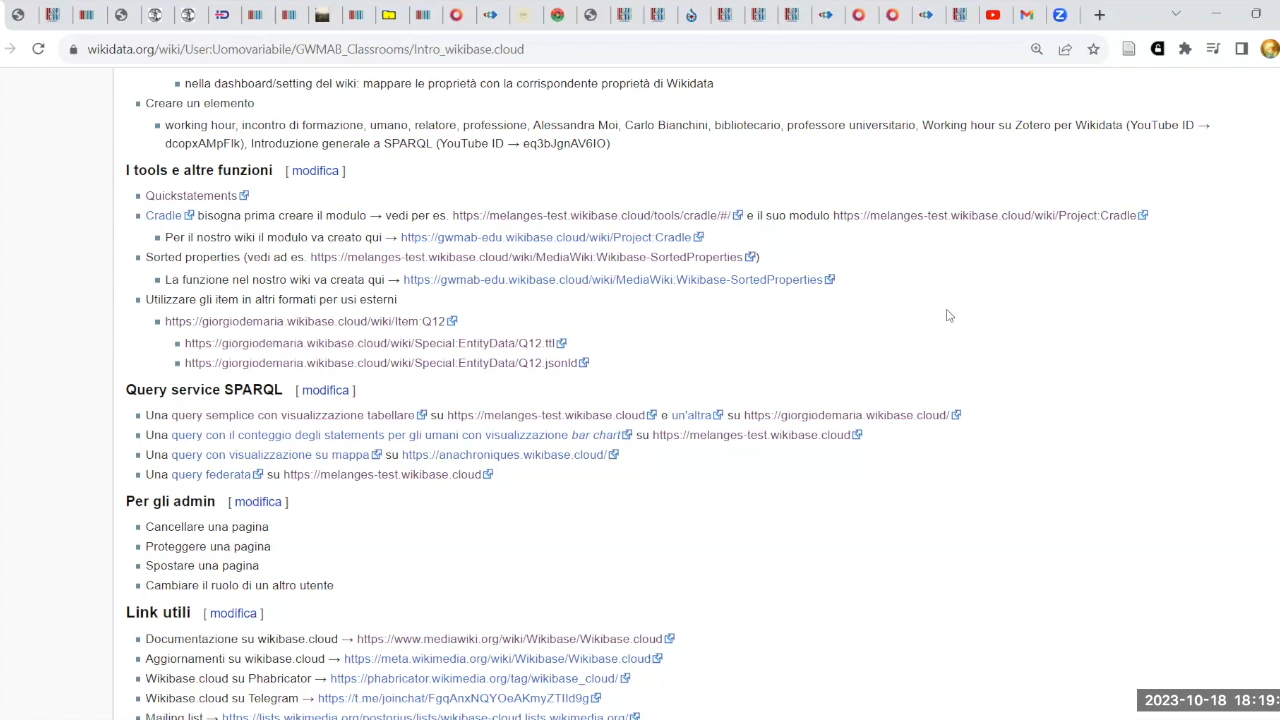 wikidata.org/wiki/User:Uomovariabile/GWMAB_Classrooms/Intro_wikibase.cloud
nella dashboard/setting del wiki: mappare le proprietà con la corrispondente proprietà di Wikidata
Creare un elemento
working hour, incontro di formazione, umano, relatore, professione, Alessandra Moi, Carlo Bianchini, bibliotecario, professore universitario, Working hour su Zotero per Wikidata (YouTube ID →
dcopxAMpFIk), Introduzione generale a SPARQL (YouTube ID → eq3bJgnAV6IO)
I tools e altre funzioni [ modifica ]
Quickstatements
Cradle bisogna prima creare il modulo → vedi per es. https://melanges-test.wikibase.cloud/tools/cradle/#/ e il suo modulo https://melanges-test.wikibase.cloud/wiki/Project:Cradle
Per il nostro wiki il modulo va creato qui → https://gwmab-edu.wikibase.cloud/wiki/Project:Cradle
Sorted properties (vedi ad es. https://melanges-test.wikibase.cloud/wiki/MediaWiki:Wikibase-SortedProperties )
La funzione nel nostro wiki va creata qui → https://gwmab-edu.wikibase.cloud/wiki/MediaWiki:Wikibase-SortedProperties
Utilizzare gli item in altri formati per usi esterni
https://giorgiodemaria.wikibase.cloud/wiki/Item:Q12
https://giorgiodemaria.wikibase.cloud/wiki/Special:EntityData/Q12.ttl
https://giorgiodemaria.wikibase.cloud/wiki/Special:EntityData/Q12.jsonld
Query service SPARQL [ modifica ]
Una query semplice con visualizzazione tabellare su https://melanges-test.wikibase.cloud e un'altra su https://giorgiodemaria.wikibase.cloud/
Una query con il conteggio degli statements per gli umani con visualizzazione bar chart su https://melanges-test.wikibase.cloud
Una query con visualizzazione su mappa su https://anachroniques.wikibase.cloud/
Una query federata su https://melanges-test.wikibase.cloud
Per gli admin [ modifica ]
Cancellare una pagina
Proteggere una pagina
Spostare una pagina
Cambiare il ruolo di un altro utente
Link utili [ modifica ]
Documentazione su wikibase.cloud → https://www.mediawiki.org/wiki/Wikibase/Wikibase.cloud
Aggiornamenti su wikibase.cloud → https://meta.wikimedia.org/wiki/Wikibase/Wikibase.cloud
Wikibase.cloud su Phabricator → https://phabricator.wikimedia.org/tag/wikibase_cloud/
Wikibase.cloud su Telegram → https://t.me/joinchat/FgqAnxNQYOeAKmyZTIld9g
Mailing list → https://lists.wikimedia.org/postorius/lists/wikibase-cloud.lists.wikimedia.org/
2023-10-18 18:19: